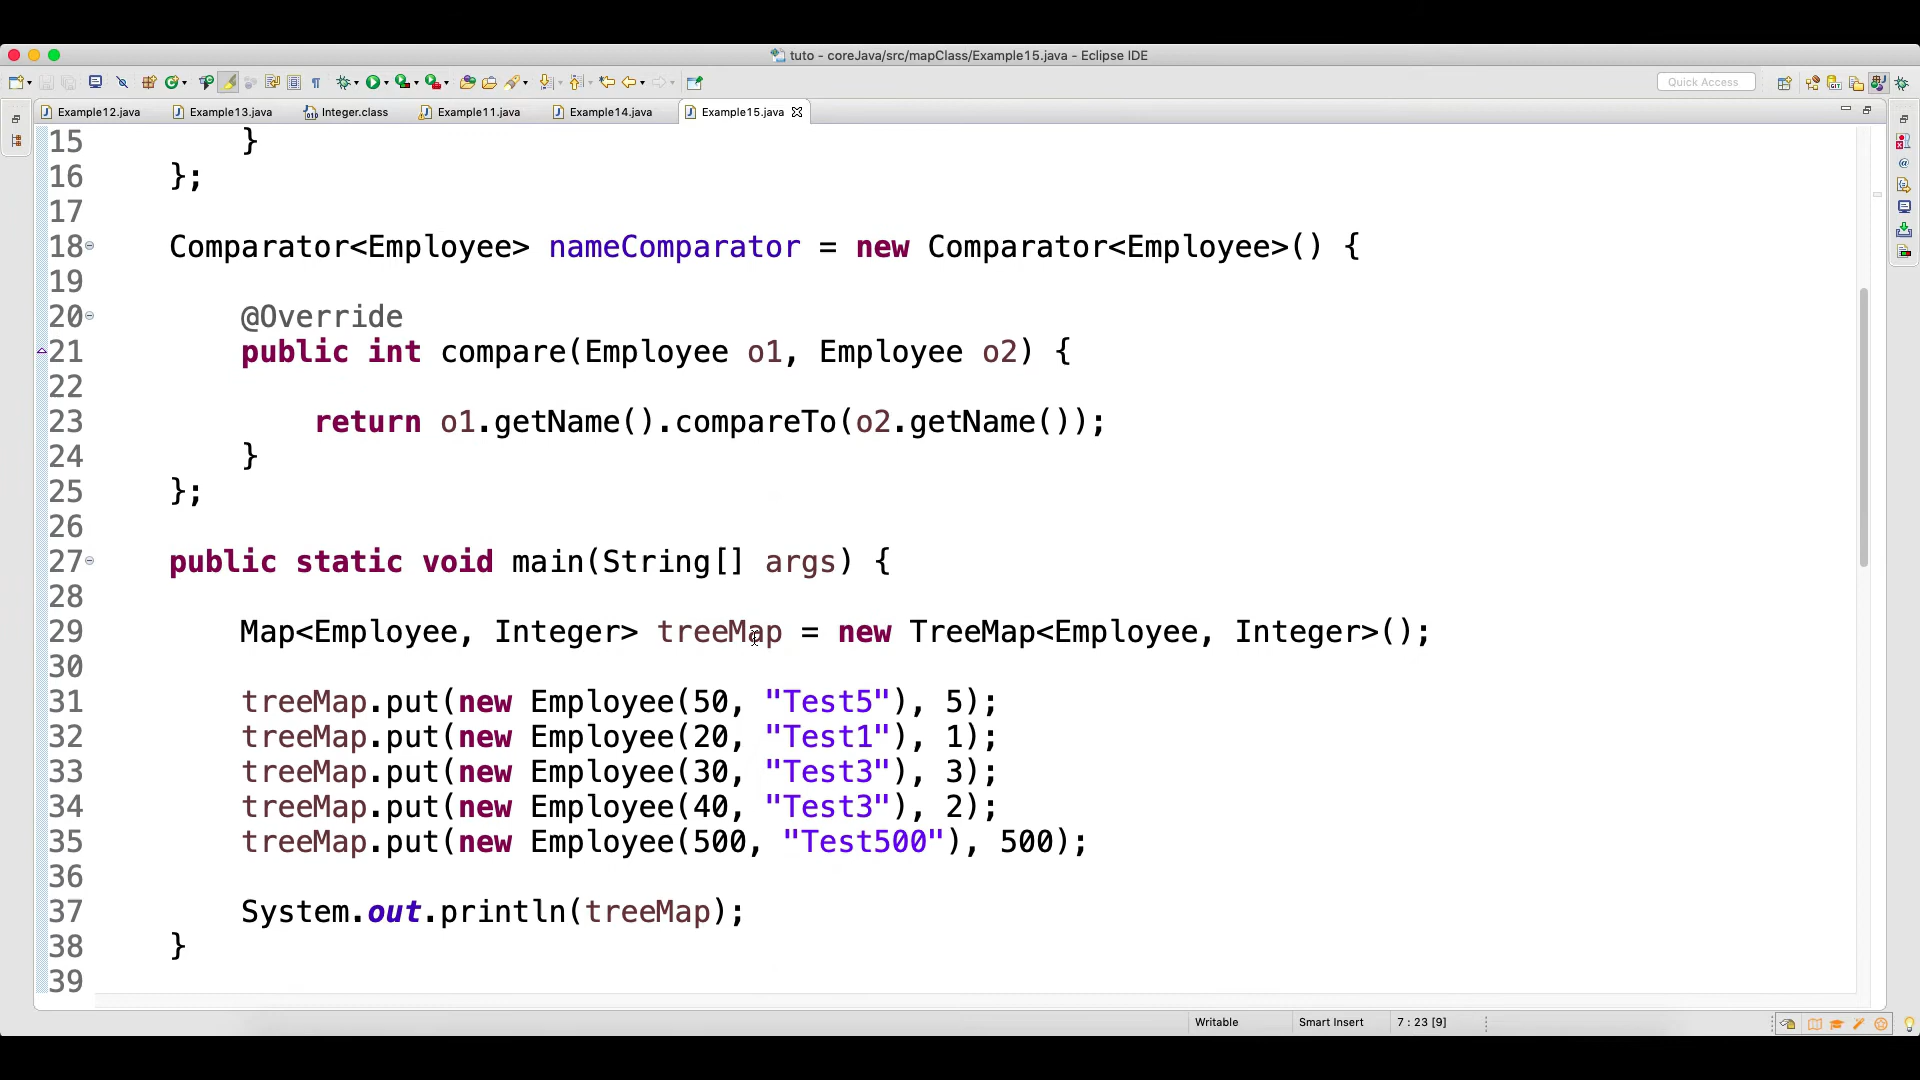 tuto - coreJava/src/mapClass/Example15.java - Eclipse IDE
Quick Access
Example12.java Example13.java Integer.class Example11.java Example14.java Example15.java
15 }
16 };
17
18 Comparator<Employee> nameComparator = new Comparator<Employee>() {
19
20 @Override
21 public int compare(Employee o1, Employee o2) {
22
23 return o1.getName().compareTo(o2.getName());
24 }
25 };
26
27 public static void main(String[] args) {
28
29 Map<Employee, Integer> treeMap = new TreeMap<Employee, Integer>();
30
31 treeMap.put(new Employee(50, "Test5"), 5);
32 treeMap.put(new Employee(20, "Test1"), 1);
33 treeMap.put(new Employee(30, "Test3"), 3);
34 treeMap.put(new Employee(40, "Test3"), 2);
35 treeMap.put(new Employee(500, "Test500"), 500);
36
37 System.out.println(treeMap);
38 }
39
Writable Smart Insert 7 : 23 [9]